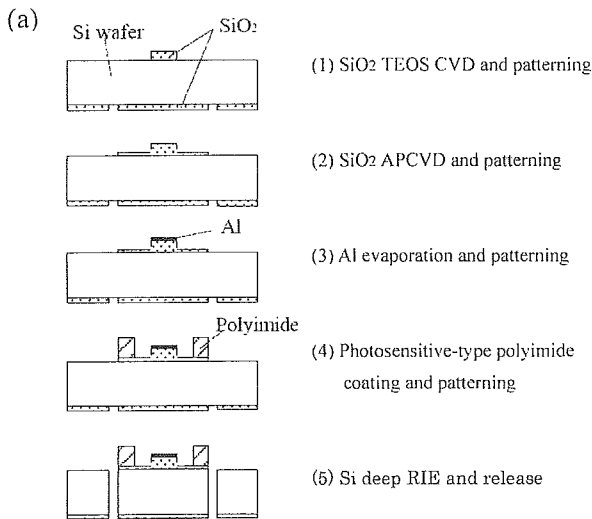 (a)
Si wafer
SiO2
(1) SiO2 TEOS CVD and patterning
(2) SiO2 APCVD and patterning
Al
(3) Al evaporation and patterning
Polyimide
(4) Photosensitive-type polyimide
coating and patterning
(5) Si deep RIE and release